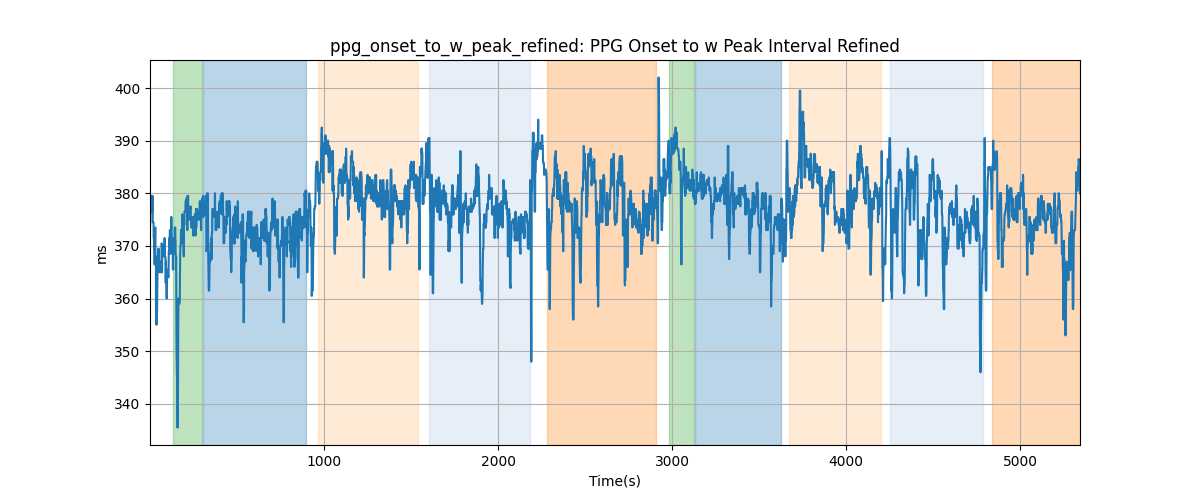 ppg_onset_to_w_peak_refined: PPG Onset to w Peak Interval Refined
400
390
380
370
360
350
340
ms
1000 2000 3000 4000 5000
Time(s)